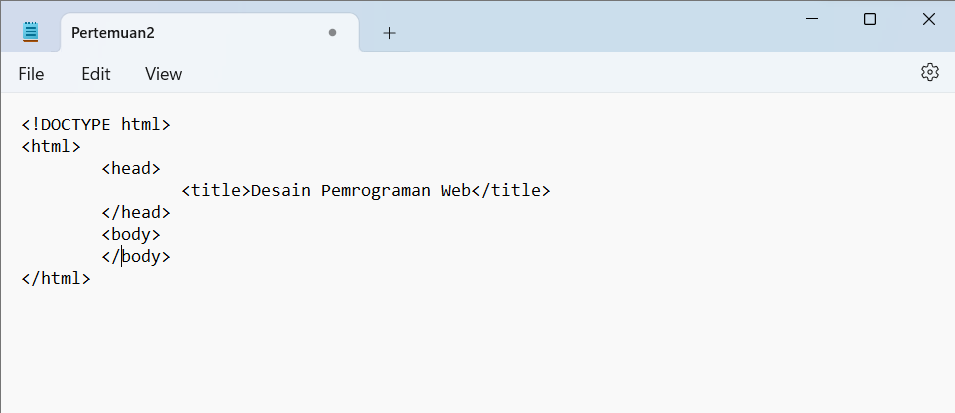 Pertemuan2
File Edit View
<!DOCTYPE html>
<html>
<head>
<title>Desain Pemrograman Web</title>
</head>
<body>
</body>
</html>